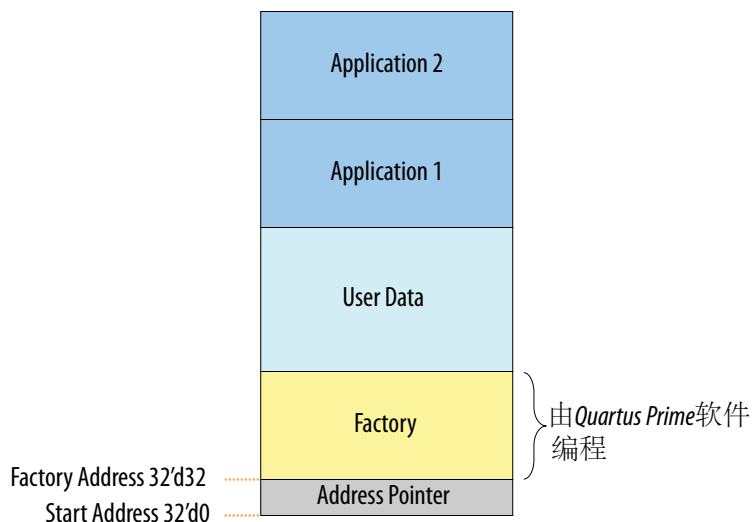 Application 2
Application 1
User Data
Factory
由Quartus Prime软件
编程
Factory Address 32'd32
Address Pointer
Start Address 32'd0